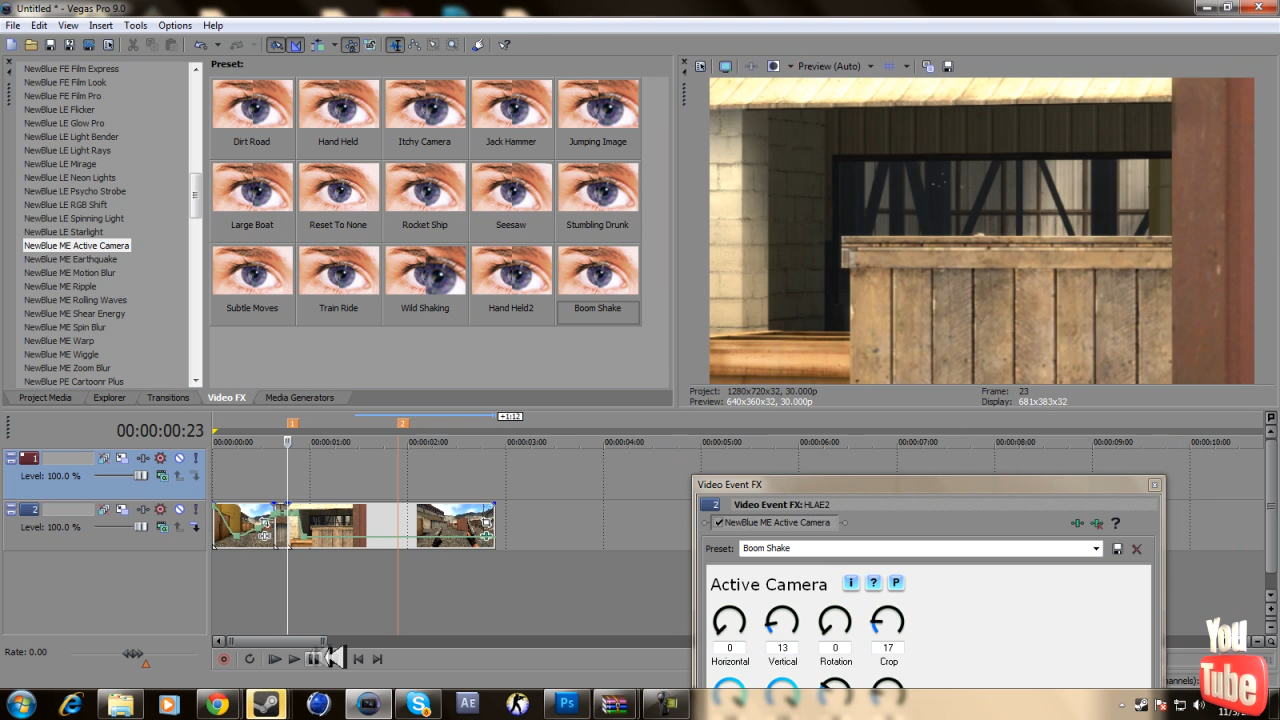 Untitled * - Vegas Pro 9.0
File Edit View Insert Tools Options Help
Preset:
Preview (Auto)
NewBlue FE Film Express
NewBlue FE Film Look
NewBlue FE Film Pro
NewBlue LE Flicker
NewBlue LE Glow Pro
NewBlue LE Light Bender
NewBlue LE Light Rays
NewBlue LE Mirage
NewBlue LE Neon Lights
NewBlue LE Psycho Strobe
NewBlue LE RGB Shift
NewBlue LE Spinning Light
NewBlue LE Starlight
NewBlue ME Active Camera
NewBlue ME Earthquake
NewBlue ME Motion Blur
NewBlue ME Ripple
NewBlue ME Rolling Waves
NewBlue ME Shear Energy
NewBlue ME Spin Blur
NewBlue ME Warp
NewBlue ME Wiggle
NewBlue ME Zoom Blur
NewBlue PE Cartoonr Plus
Dirt Road Hand Held Itchy Camera Jack Hammer Jumping Image
Large Boat Reset To None Rocket Ship Seesaw Stumbling Drunk
Subtle Moves Train Ride Wild Shaking Hand Held2 Boom Shake
Project Media Explorer Transitions Video FX Media Generators
Project: 1280x720x32, 30.000p Frame: 23
Preview: 640x360x32, 30.000p Display: 681x383x32
+1:12
1 2
00:00:00:23
00:00:00:00 00:00:01:00 00:00:02:00 00:00:03:00 00:00:04:00 00:00:05:00 00:00:06:00 00:00:07:00 00:00:08:00 00:00:09:00 00:00:10:00
1
Level: 100.0 %
2
Level: 100.0 %
Rate: 0.00
Video Event FX
2 Video Event FX: HLAE2
NewBlue ME Active Camera
Preset: Boom Shake
Active Camera i ? P
0 13 0 17
Horizontal Vertical Rotation Crop
You
Tube
Ae Ps